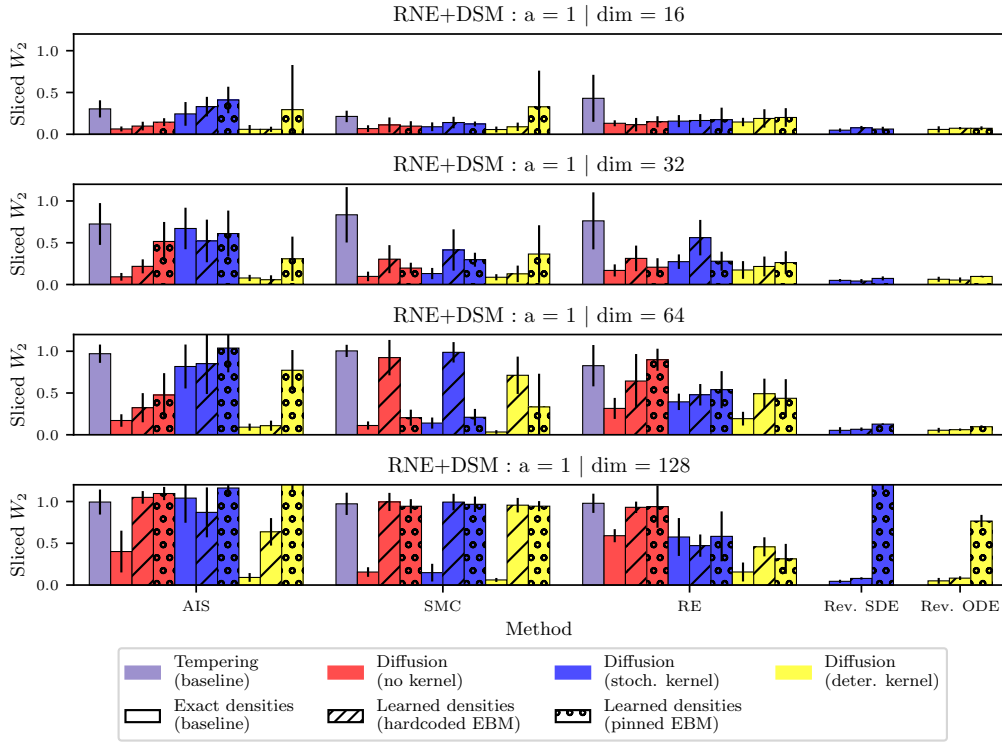 RNE+DSM : a = 1 | dim = 16
Sliced W₂
1.0
0.5
0.0
RNE+DSM : a = 1 | dim = 32
Sliced W₂
1.0
0.5
0.0
RNE+DSM : a = 1 | dim = 64
Sliced W₂
1.0
0.5
0.0
RNE+DSM : a = 1 | dim = 128
Sliced W₂
1.0
0.5
0.0
AIS SMC RE Rev. SDE Rev. ODE
Method
Tempering (baseline)
Diffusion (no kernel)
Diffusion (stoch. kernel)
Diffusion (deter. kernel)
Exact densities (baseline)
Learned densities (hardcoded EBM)
Learned densities (pinned EBM)